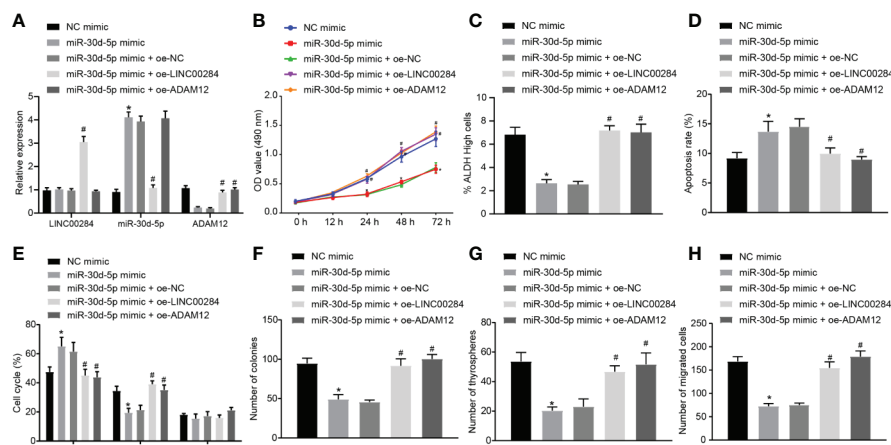 A
NC mimic
miR-30d-5p mimic
miR-30d-5p mimic + oe-NC
miR-30d-5p mimic + oe-LINC00284
miR-30d-5p mimic + oe-ADAM12
Relative expression
5
4
3
2
1
0
#
*
#
# #
LINC00284 miR-30d-5p ADAM12
B
NC mimic
miR-30d-5p mimic
miR-30d-5p mimic + oe-NC
miR-30d-5p mimic + oe-LINC00284
miR-30d-5p mimic + oe-ADAM12
OD value (490 nm)
2.0
1.5
1.0
0.5
0.0
0 h 12 h 24 h 48 h 72 h
C
NC mimic
miR-30d-5p mimic
miR-30d-5p mimic + oe-NC
miR-30d-5p mimic + oe-LINC00284
miR-30d-5p mimic + oe-ADAM12
% ALDH High cells
10
8
6
4
2
0
*
# #
D
NC mimic
miR-30d-5p mimic
miR-30d-5p mimic + oe-NC
miR-30d-5p mimic + oe-LINC00284
miR-30d-5p mimic + oe-ADAM12
Apoptosis rate (%)
20
15
10
5
0
*
#
#
E
NC mimic
miR-30d-5p mimic
miR-30d-5p mimic + oe-NC
miR-30d-5p mimic + oe-LINC00284
miR-30d-5p mimic + oe-ADAM12
Cell cycle (%)
80
60
40
20
0
*
# #
*
# #
F
NC mimic
miR-30d-5p mimic
miR-30d-5p mimic + oe-NC
miR-30d-5p mimic + oe-LINC00284
miR-30d-5p mimic + oe-ADAM12
Number of colonies
150
100
50
0
*
# #
G
NC mimic
miR-30d-5p mimic
miR-30d-5p mimic + oe-NC
miR-30d-5p mimic + oe-LINC00284
miR-30d-5p mimic + oe-ADAM12
Number of thyrospheres
80
60
40
20
0
*
#
#
H
NC mimic
miR-30d-5p mimic
miR-30d-5p mimic + oe-NC
miR-30d-5p mimic + oe-LINC00284
miR-30d-5p mimic + oe-ADAM12
Number of migrated cells
250
200
150
100
50
0
*
#
#